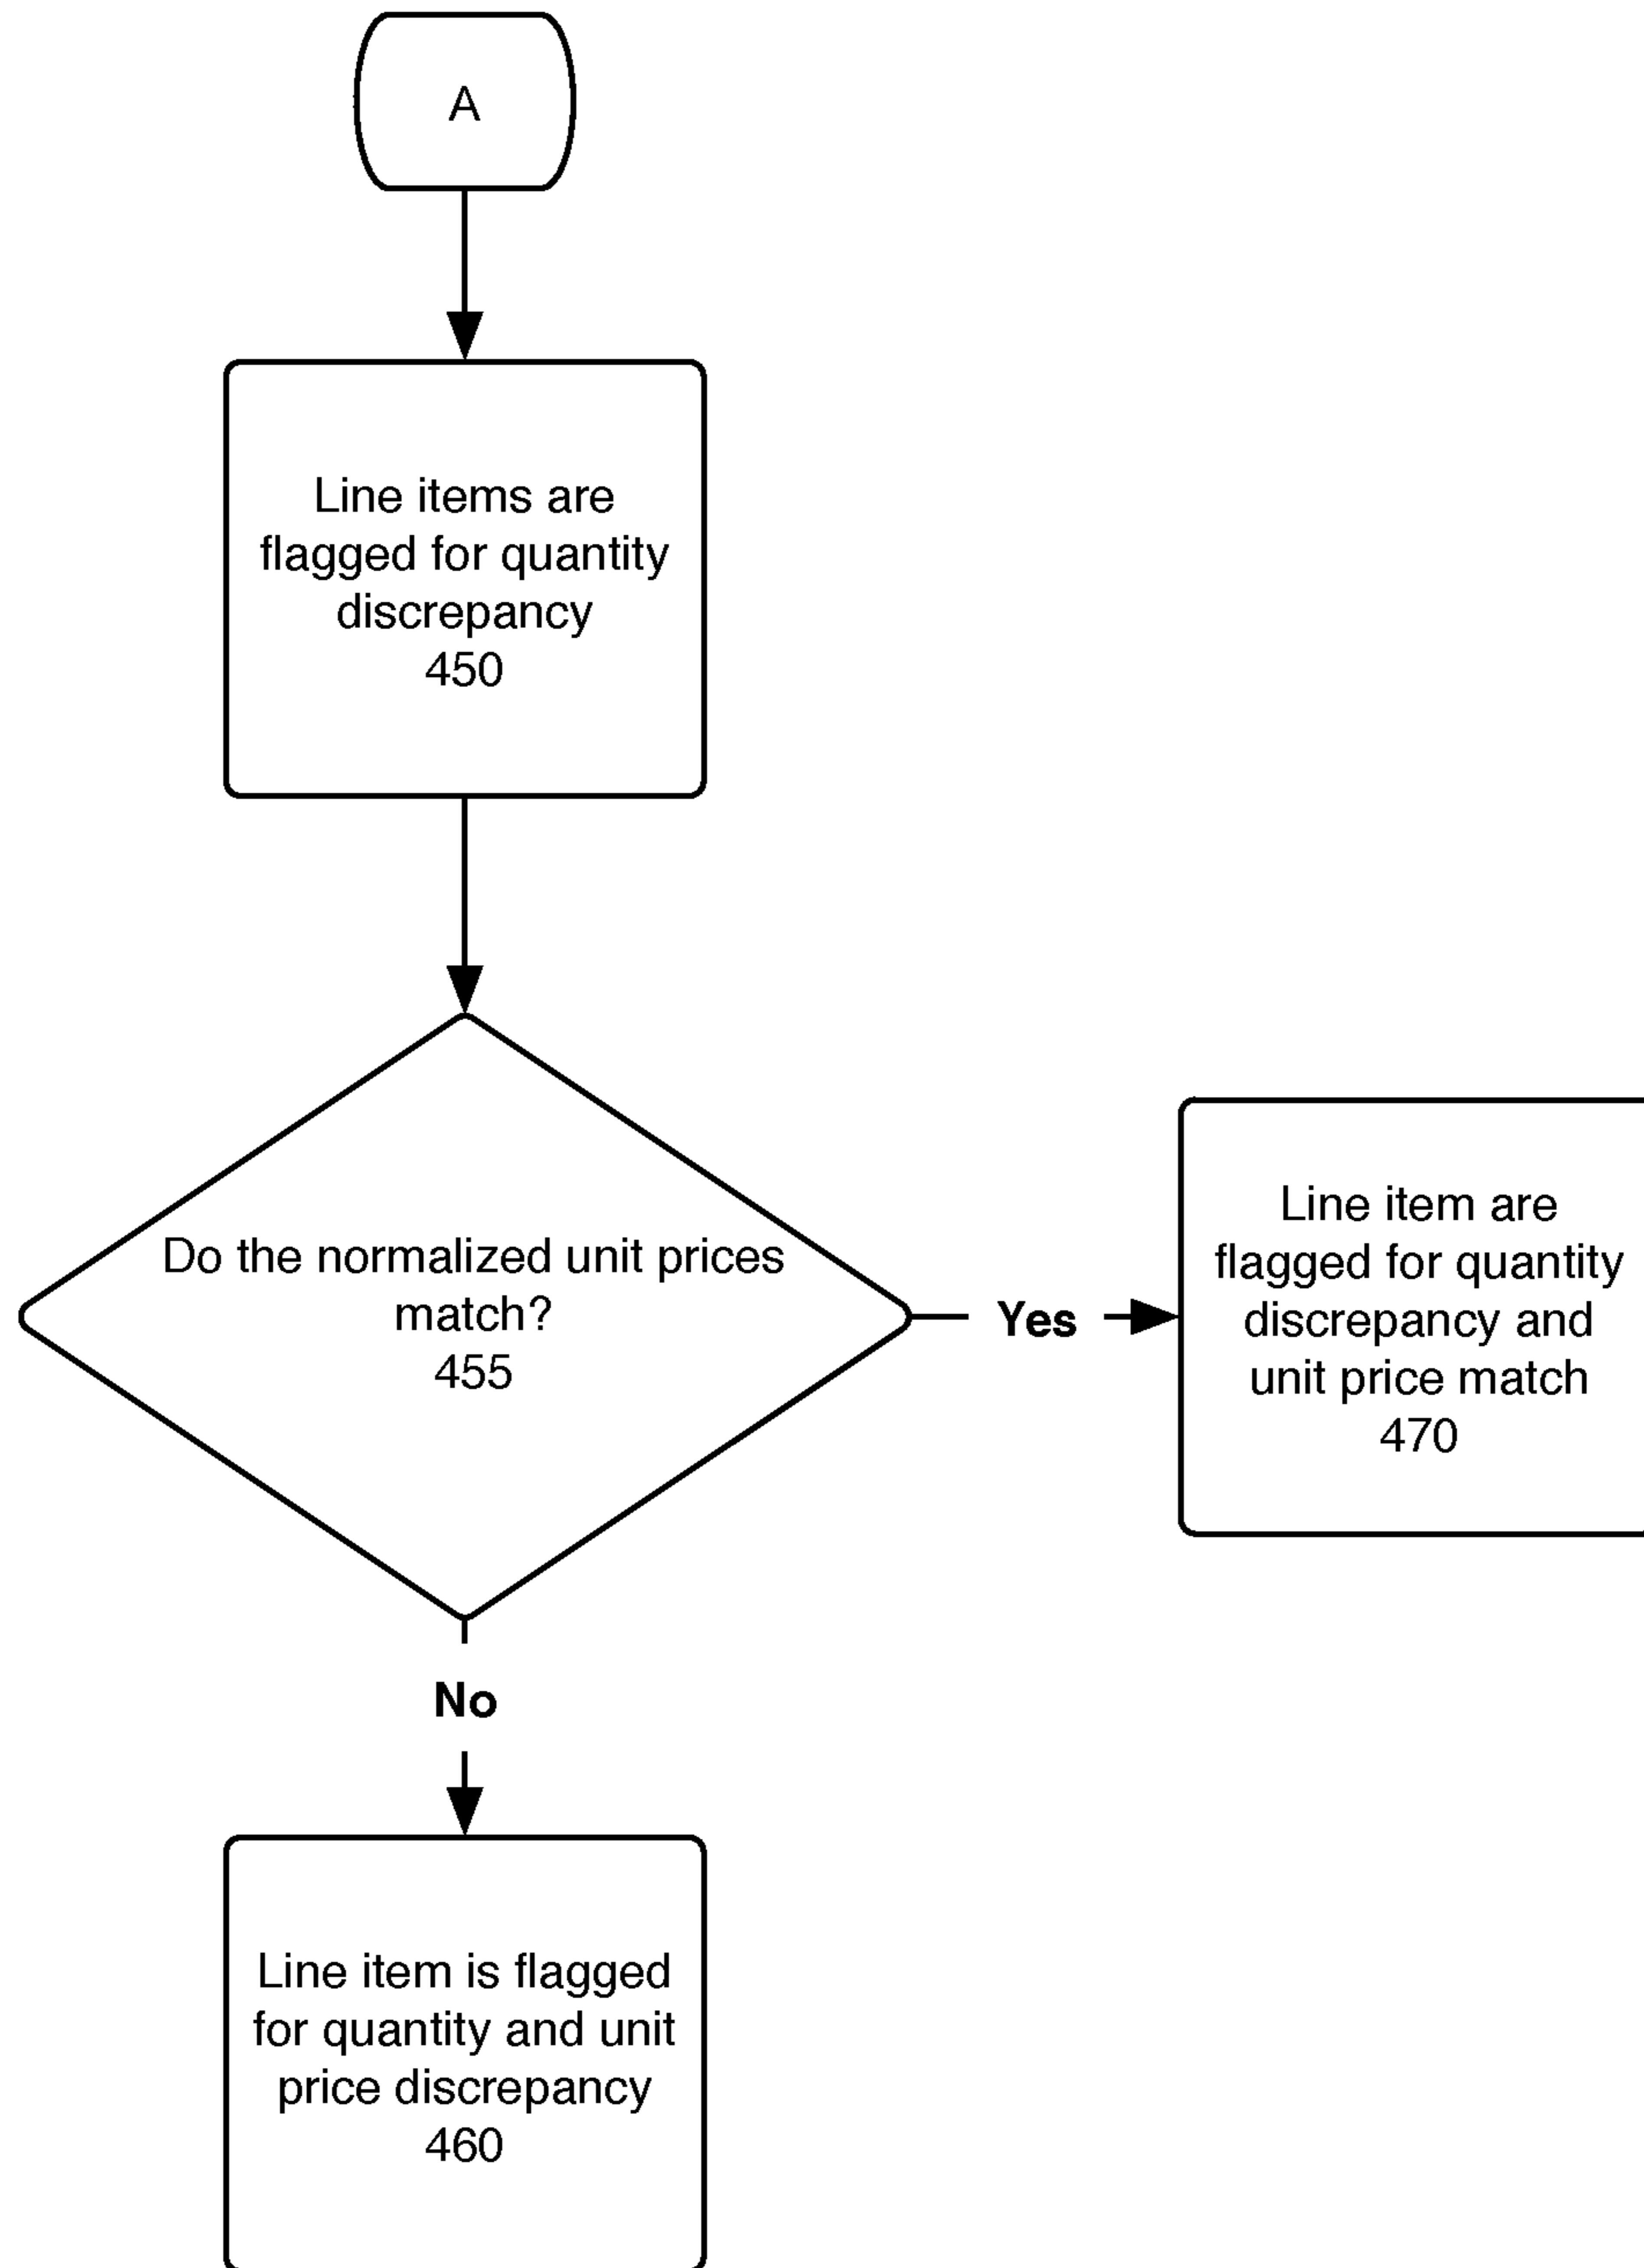 A
Line items are
flagged for quantity
discrepancy
450
Do the normalized unit prices
match?
455
Yes
Line item are
flagged for quantity
discrepancy and
unit price match
470
No
Line item is flagged
for quantity and unit
price discrepancy
460